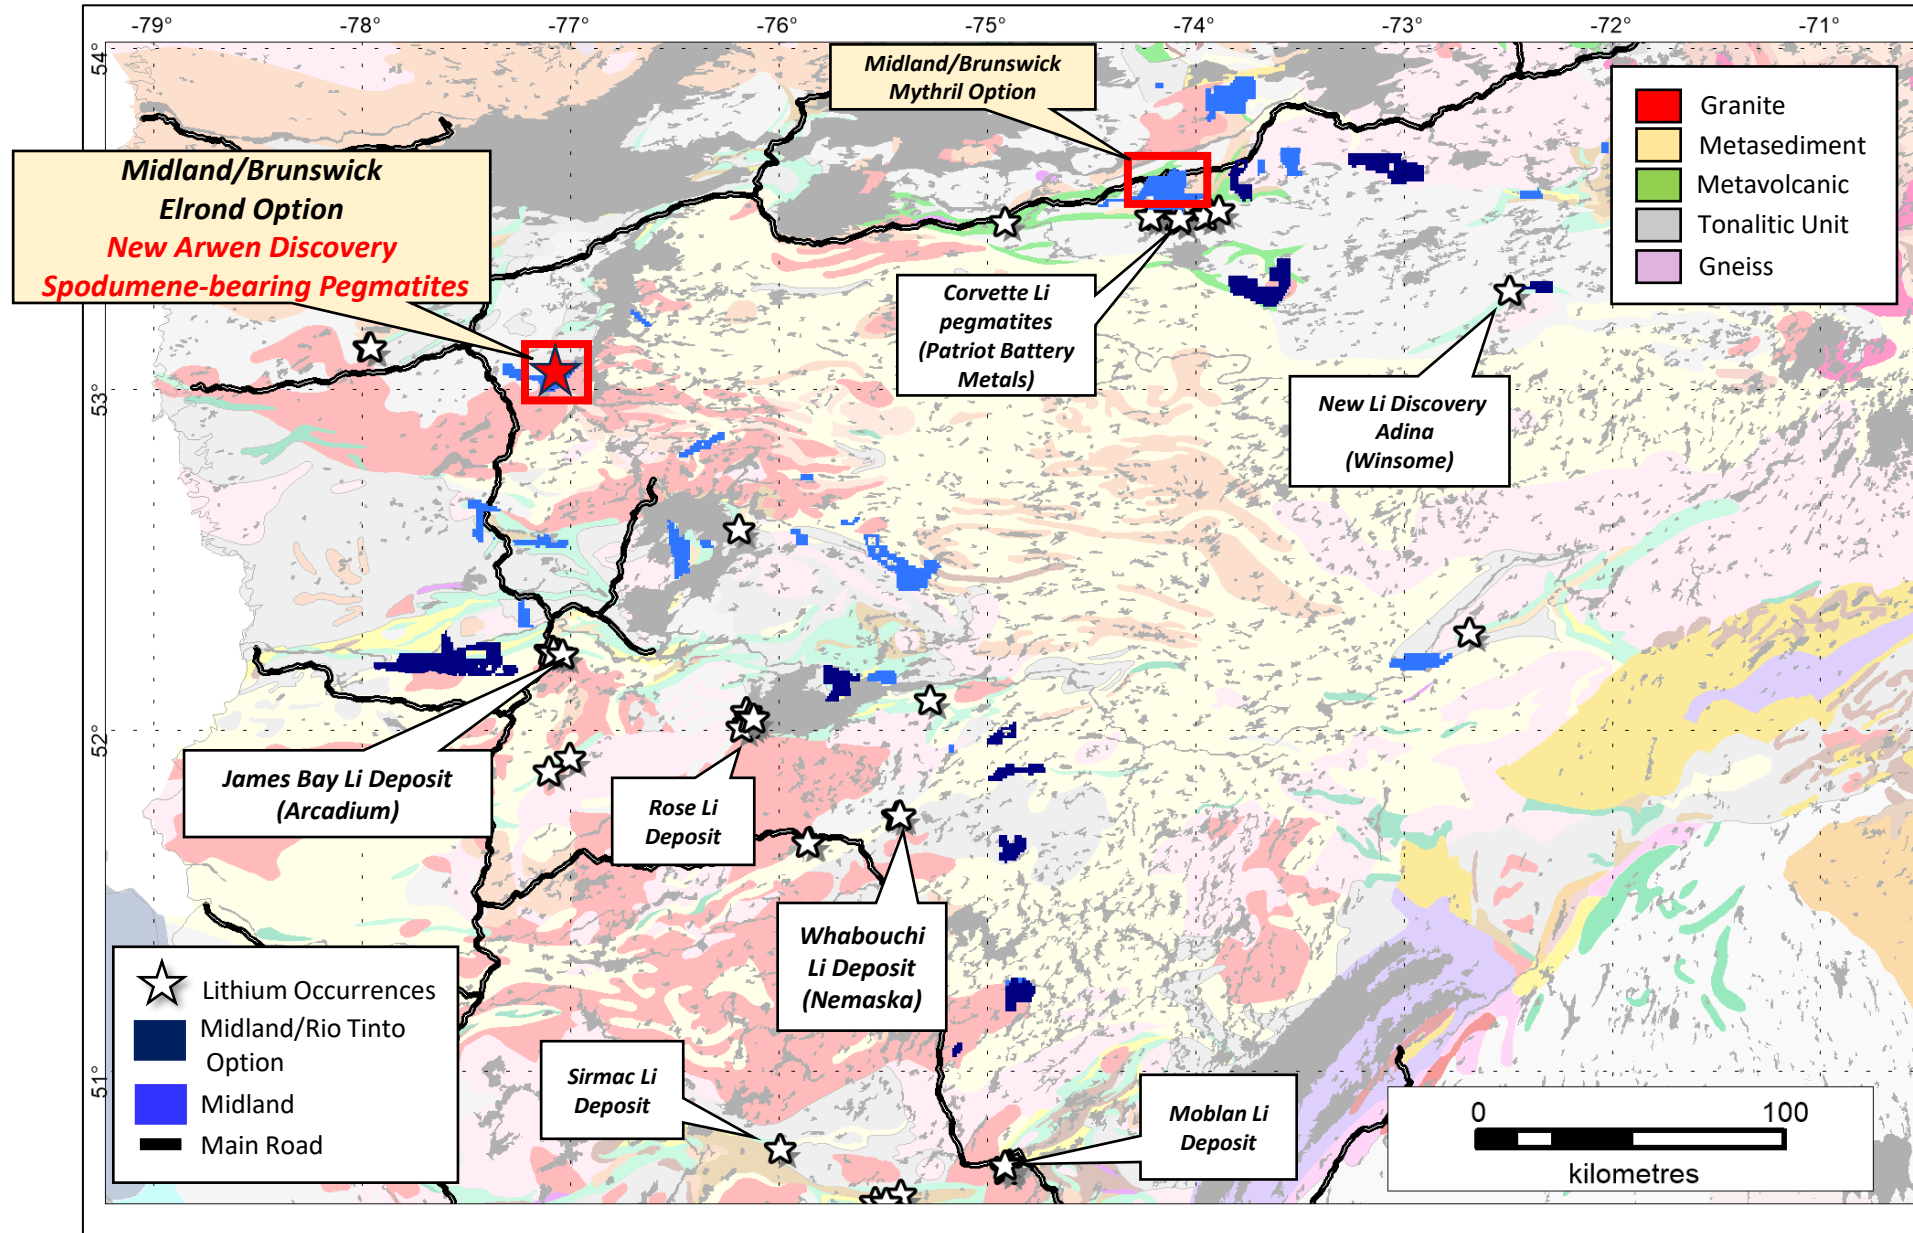 -79°
-78°
-77°
-76°
-75°
-74°
-73°
-72°
-71°
54°
53°
52°
51°
Midland/Brunswick
Mythril Option
Granite
Metasediment
Metavolcanic
Tonalitic Unit
Gneiss
Midland/Brunswick
Elrond Option
New Arwen Discovery
Spodumene-bearing Pegmatites
Corvette Li
pegmatites
(Patriot Battery
Metals)
New Li Discovery
Adina
(Winsome)
James Bay Li Deposit
(Arcadium)
Rose Li
Deposit
Whabouchi
Li Deposit
(Nemaska)
Lithium Occurrences
Midland/Rio Tinto
Option
Midland
Main Road
Sirmac Li
Deposit
Moblan Li
Deposit
0
100
kilometres